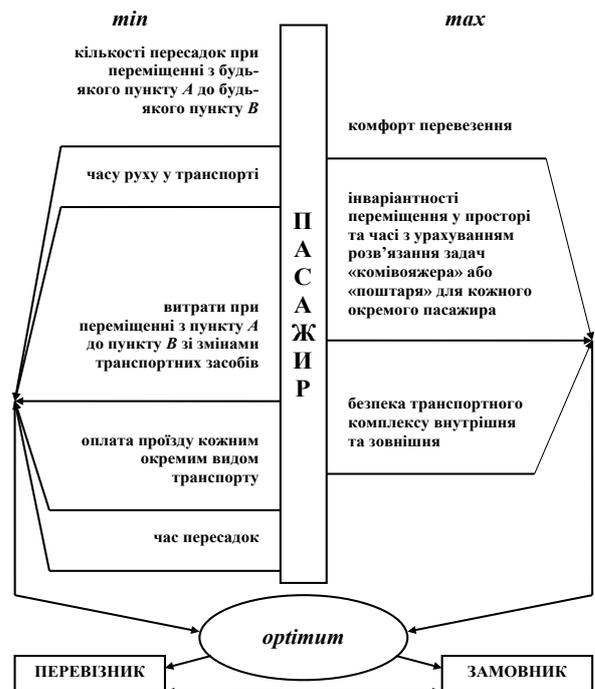 min
max
кількості пересадок при
переміщенні з будь-
якого пункту A до будь-
якого пункту B
часу руху у транспорті
витрати при
переміщенні з пункту A
до пункту B зі змінами
транспортних засобів
оплата проїзду кожним
окремим видом
транспорту
час пересадок
П
А
С
А
Ж
И
Р
комфорт перевезення
інваріантності
переміщення у просторі
та часі з урахуванням
розв’язання задач
«комівояжера» або
«поштаря» для кожного
окремого пасажира
безпека транспортного
комплексу внутрішня
та зовнішня
optimum
ПЕРЕВІЗНИК
ЗАМОВНИК